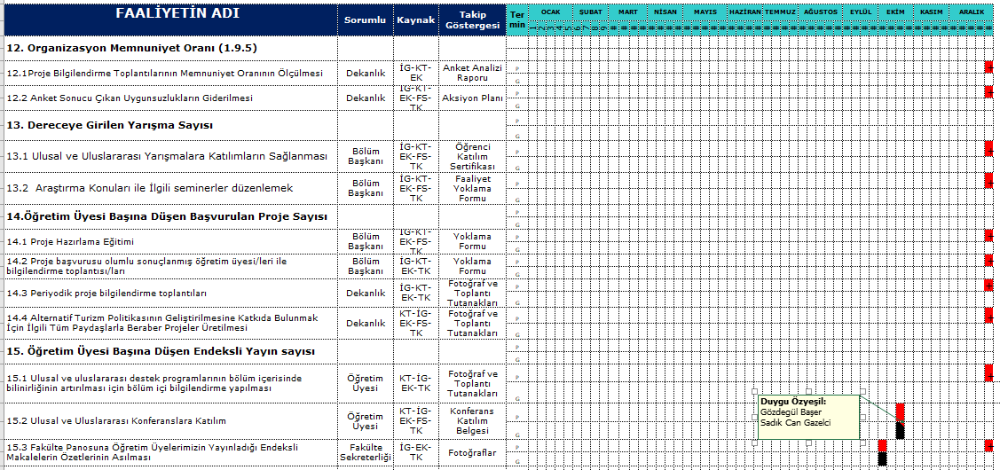 FAALİYETİN ADI Sorumlu Kaynak Takip Göstergesi Termin OCAK ŞUBAT MART NİSAN MAYIS HAZİRAN TEMMUZ AĞUSTOS EYLÜL EKİM KASIM ARALIK
12. Organizasyon Memnuniyet Oranı (1.9.5)
12.1Proje Bilgilendirme Toplantılarının Memnuniyet Oranının Ölçülmesi Dekanlık İG-KT-EK Anket Analizi Raporu P G
12.2 Anket Sonucu Çıkan Uygunsuzlukların Giderilmesi Dekanlık İG-KT-EK-FS-TK Aksiyon Planı P G
13. Dereceye Girilen Yarışma Sayısı P G
13.1 Ulusal ve Uluslararası Yarışmalara Katılımların Sağlanması Bölüm Başkanı İG-KT-EK-FS-TK Öğrenci Katılım Sertifikası P G
13.2 Araştırma Konuları ile İlgili seminerler düzenlemek Bölüm Başkanı İG-KT-EK-FS-TK Faaliyet Yoklama Formu P G
14.Öğretim Üyesi Başına Düşen Başvurulan Proje Sayısı P G
14.1 Proje Hazırlama Eğitimi Bölüm Başkanı İG-KT-EK-FS-TK Yoklama Formu P G
14.2 Proje başvurusu olumlu sonuçlanmış öğretim üyesi/leri ile
bilgilendirme toplantısı/ları Bölüm Başkanı İG-KT-EK-TK Yoklama Formu P G
14.3 Periyodik proje bilgilendirme toplantıları Dekanlık İG-KT-EK-TK Fotoğraf ve Toplantı Tutanakları P G
14.4 Alternatif Turizm Politikasının Geliştirilmesine Katkıda Bulunmak
İçin İlgili Tüm Paydaşlarla Beraber Projeler Üretilmesi Dekanlık KT-İG-EK-FS-TK Fotoğraf ve Toplantı Tutanakları P G
15. Öğretim Üyesi Başına Düşen Endeksli Yayın sayısı P G
15.1 Ulusal ve uluslararası destek programlarının bölüm içerisinde
bilinirliğinin artırılması için bölüm içi bilgilendirme yapılması Öğretim Üyesi KT-İG-EK-TK Fotoğraf ve Toplantı Tutanakları P G
15.2 Ulusal ve Uluslararası Konferanslara Katılım Öğretim Üyesi KT-İG-EK-FS-TK Konferans Katılım Belgesi P G
Duygu Özyeşil:
Gözdegül Başer
Sadık Can Gazelci
15.3 Fakülte Panosuna Öğretim Üyelerimizin Yayınladığı Endeksli
Makalelerin Özetlerinin Asılması Fakülte Sekreterliği İG-EK-TK Fotoğraflar P G